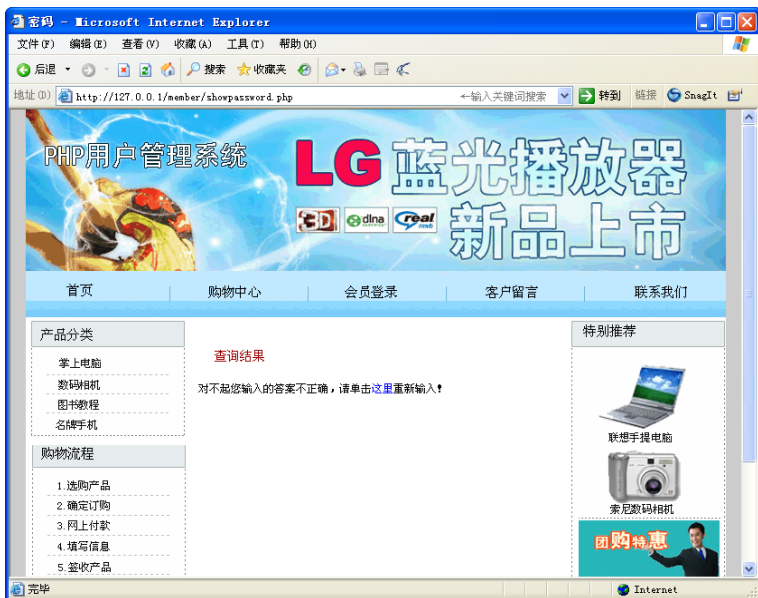 密码 - Microsoft Internet Explorer
文件(F) 编辑(E) 查看(V) 收藏(A) 工具(T) 帮助(H)
后退 搜索 收藏夹
地址(D) http://127.0.0.1/member/showpassword.php ←输入关键词搜索 转到 链接 SnagIt
PHP用户管理系统
LG 蓝光播放器
3D dlna real
新品上市
首页 购物中心 会员登录 客户留言 联系我们
产品分类
掌上电脑
数码相机
图书教程
名牌手机
购物流程
1.选购产品
2.确定订购
3.网上付款
4.填写信息
5.签收产品
查询结果
对不起您输入的答案不正确，请单击这里重新输入！
特别推荐
联想手提电脑
索尼数码相机
团购特惠
完毕 Internet